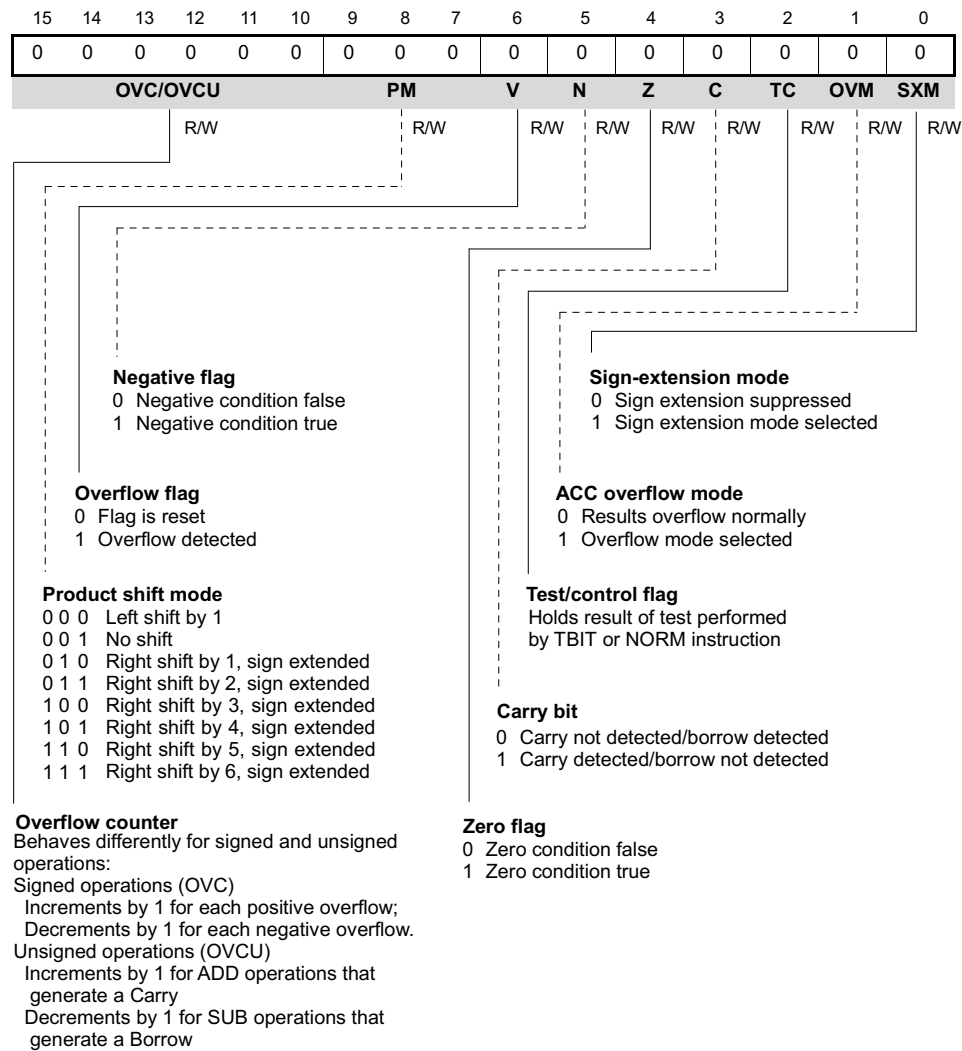 15 14 13 12 11 10 9 8 7 6 5 4 3 2 1 0
0 0 0 0 0 0 0 0 0 0 0 0 0 0 0 0
OVC/OVCU PM V N Z C TC OVM SXM
R/W R/W R/W R/W R/W R/W R/W R/W R/W
Negative flag
0 Negative condition false
1 Negative condition true
Sign-extension mode
0 Sign extension suppressed
1 Sign extension mode selected
Overflow flag
0 Flag is reset
1 Overflow detected
ACC overflow mode
0 Results overflow normally
1 Overflow mode selected
Product shift mode
0 0 0 Left shift by 1
0 0 1 No shift
0 1 0 Right shift by 1, sign extended
0 1 1 Right shift by 2, sign extended
1 0 0 Right shift by 3, sign extended
1 0 1 Right shift by 4, sign extended
1 1 0 Right shift by 5, sign extended
1 1 1 Right shift by 6, sign extended
Test/control flag
Holds result of test performed
by TBIT or NORM instruction
Carry bit
0 Carry not detected/borrow detected
1 Carry detected/borrow not detected
Overflow counter
Behaves differently for signed and unsigned
operations:
Signed operations (OVC)
Increments by 1 for each positive overflow;
Decrements by 1 for each negative overflow.
Unsigned operations (OVCU)
Increments by 1 for ADD operations that
generate a Carry
Decrements by 1 for SUB operations that
generate a Borrow
Zero flag
0 Zero condition false
1 Zero condition true